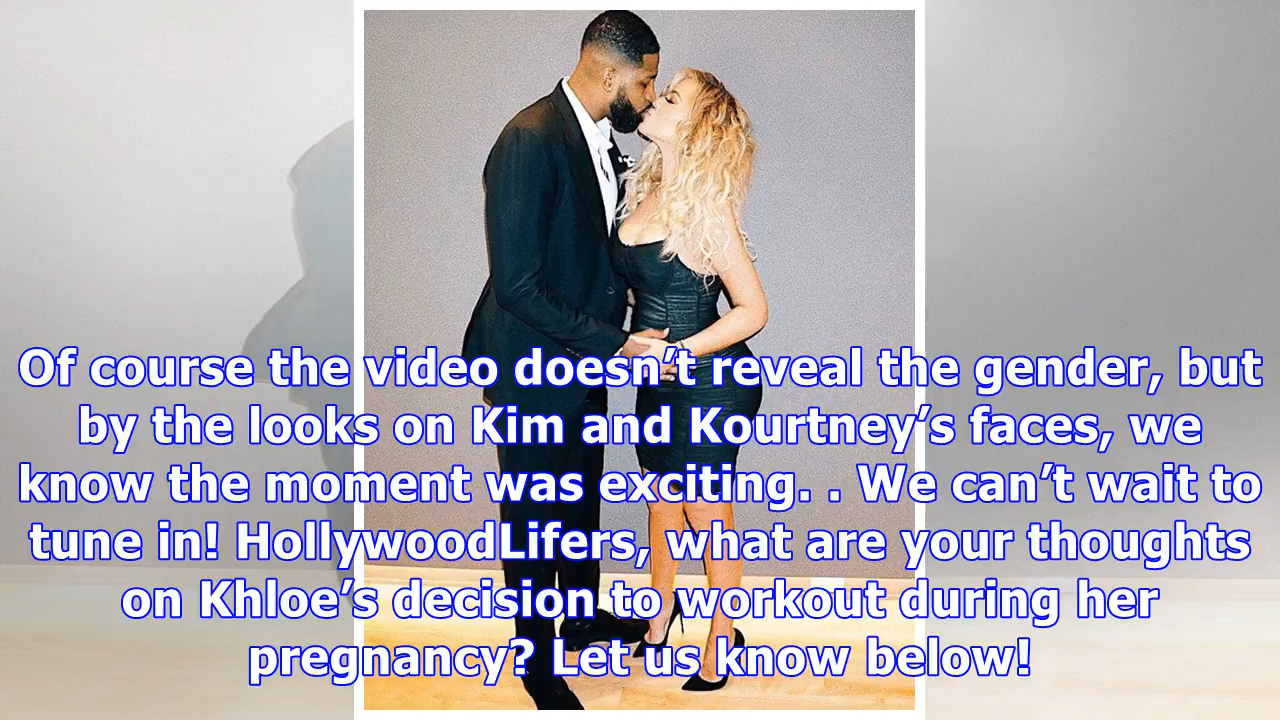 Of course the video doesn’t reveal the gender, but
by the looks on Kim and Kourtney’s faces, we
know the moment was exciting. . We can’t wait to
tune in! HollywoodLifers, what are your thoughts
on Khloe’s decision to workout during her
pregnancy? Let us know below!